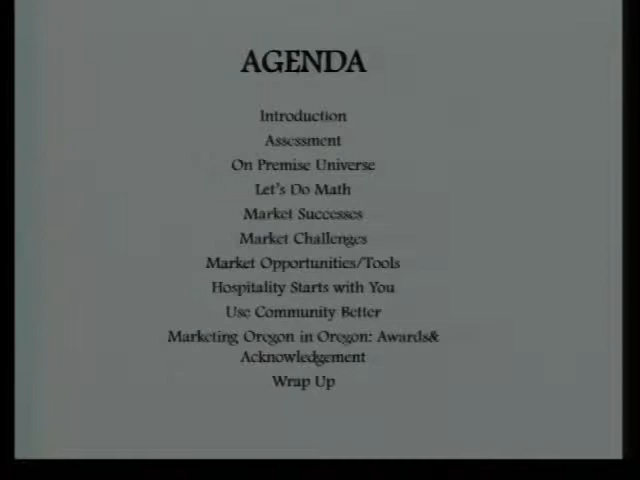 AGENDA
Introduction
Assessment
On Premise Universe
Let's Do Math
Market Successes
Market Challenges
Market Opportunities/Tools
Hospitality Starts with You
Use Community Better
Marketing Oregon in Oregon: Awards&
Acknowledgement
Wrap Up